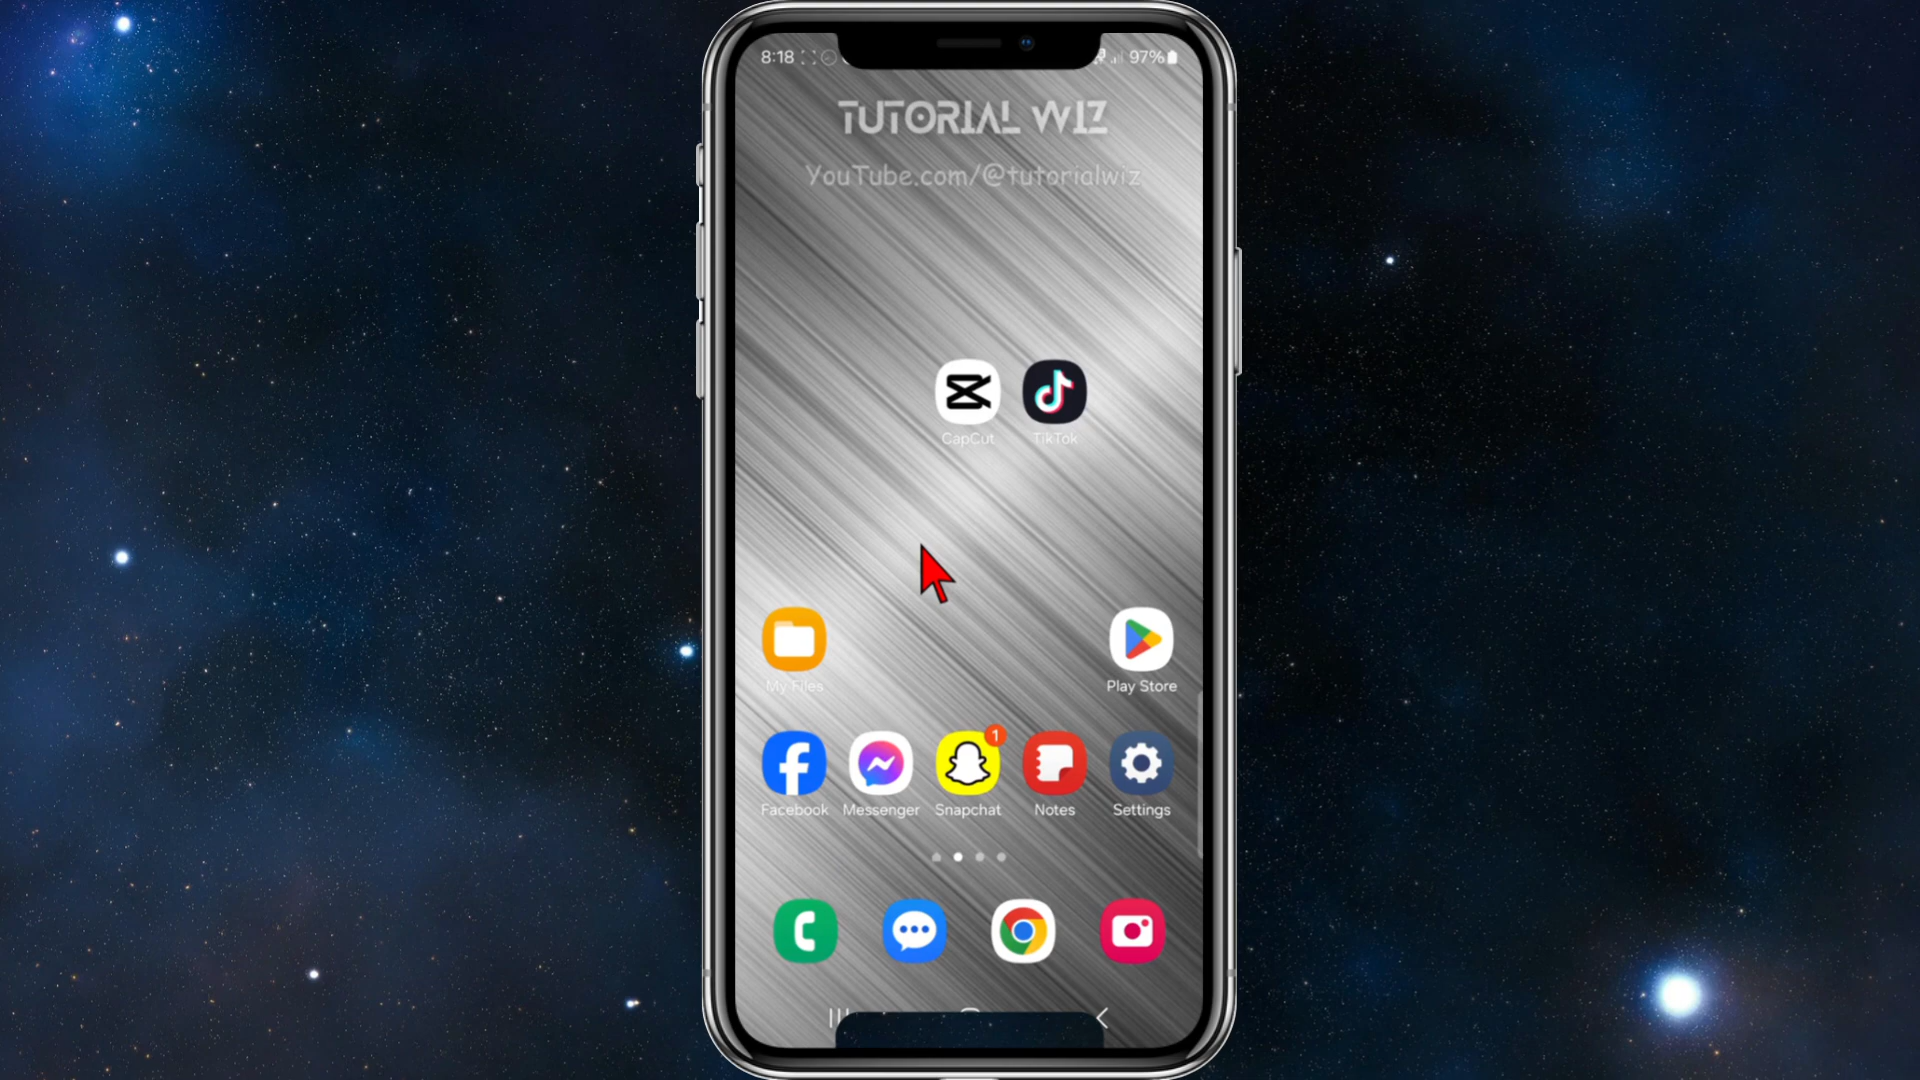 8:18
97%
TUTORIAL WIZ
YouTube.com/@tutorialwiz
CapCut TikTok
My Files Play Store
1
Facebook Messenger Snapchat Notes Settings